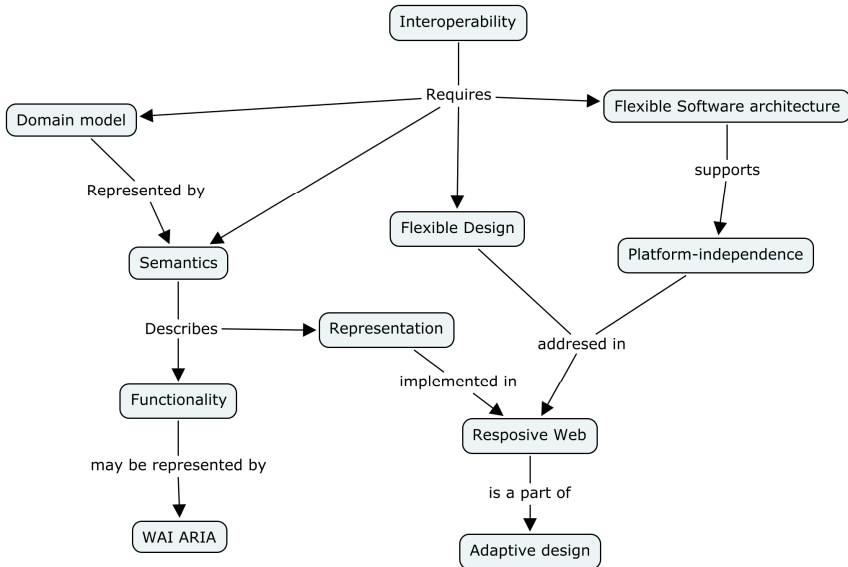 Interoperability
Requires
Domain model
Flexible Software architecture
supports
Represented by
Flexible Design
Platform-independence
Semantics
Describes
Representation
addresed in
implemented in
Functionality
Resposive Web
may be represented by
is a part of
WAI ARIA
Adaptive design